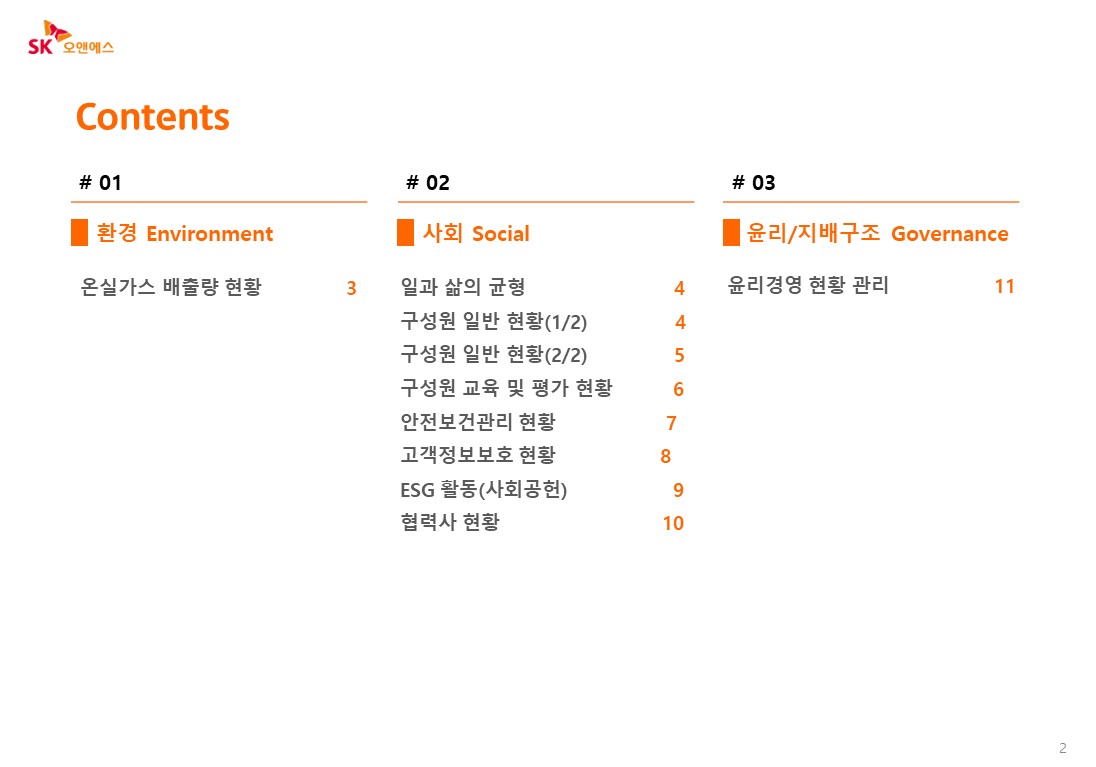 SK 오앤에스
Contents
# 01
환경 Environment
온실가스 배출량 현황 3
# 02
사회 Social
일과 삶의 균형 4
구성원 일반 현황(1/2) 4
구성원 일반 현황(2/2) 5
구성원 교육 및 평가 현황 6
안전보건관리 현황 7
고객정보보호 현황 8
ESG 활동(사회공헌) 9
협력사 현황 10
# 03
윤리/지배구조 Governance
윤리경영 현황 관리 11
2